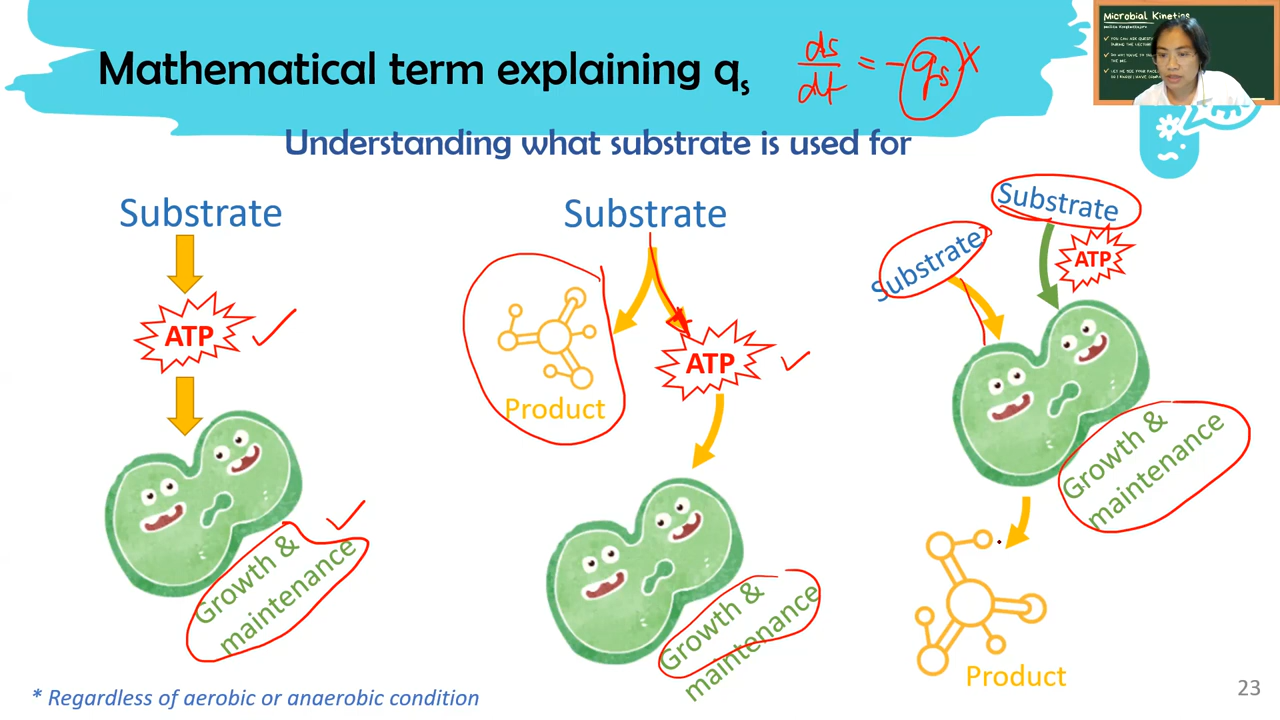 Mathematical term explaining qs
ds/dt = - qs x
Microbial Kinetics
Understanding what substrate is used for
Substrate
ATP
Growth &
maintenance
Substrate
Product
ATP
Growth &
maintenance
Substrate
Substrate
ATP
Growth &
maintenance
Product
* Regardless of aerobic or anaerobic condition
23